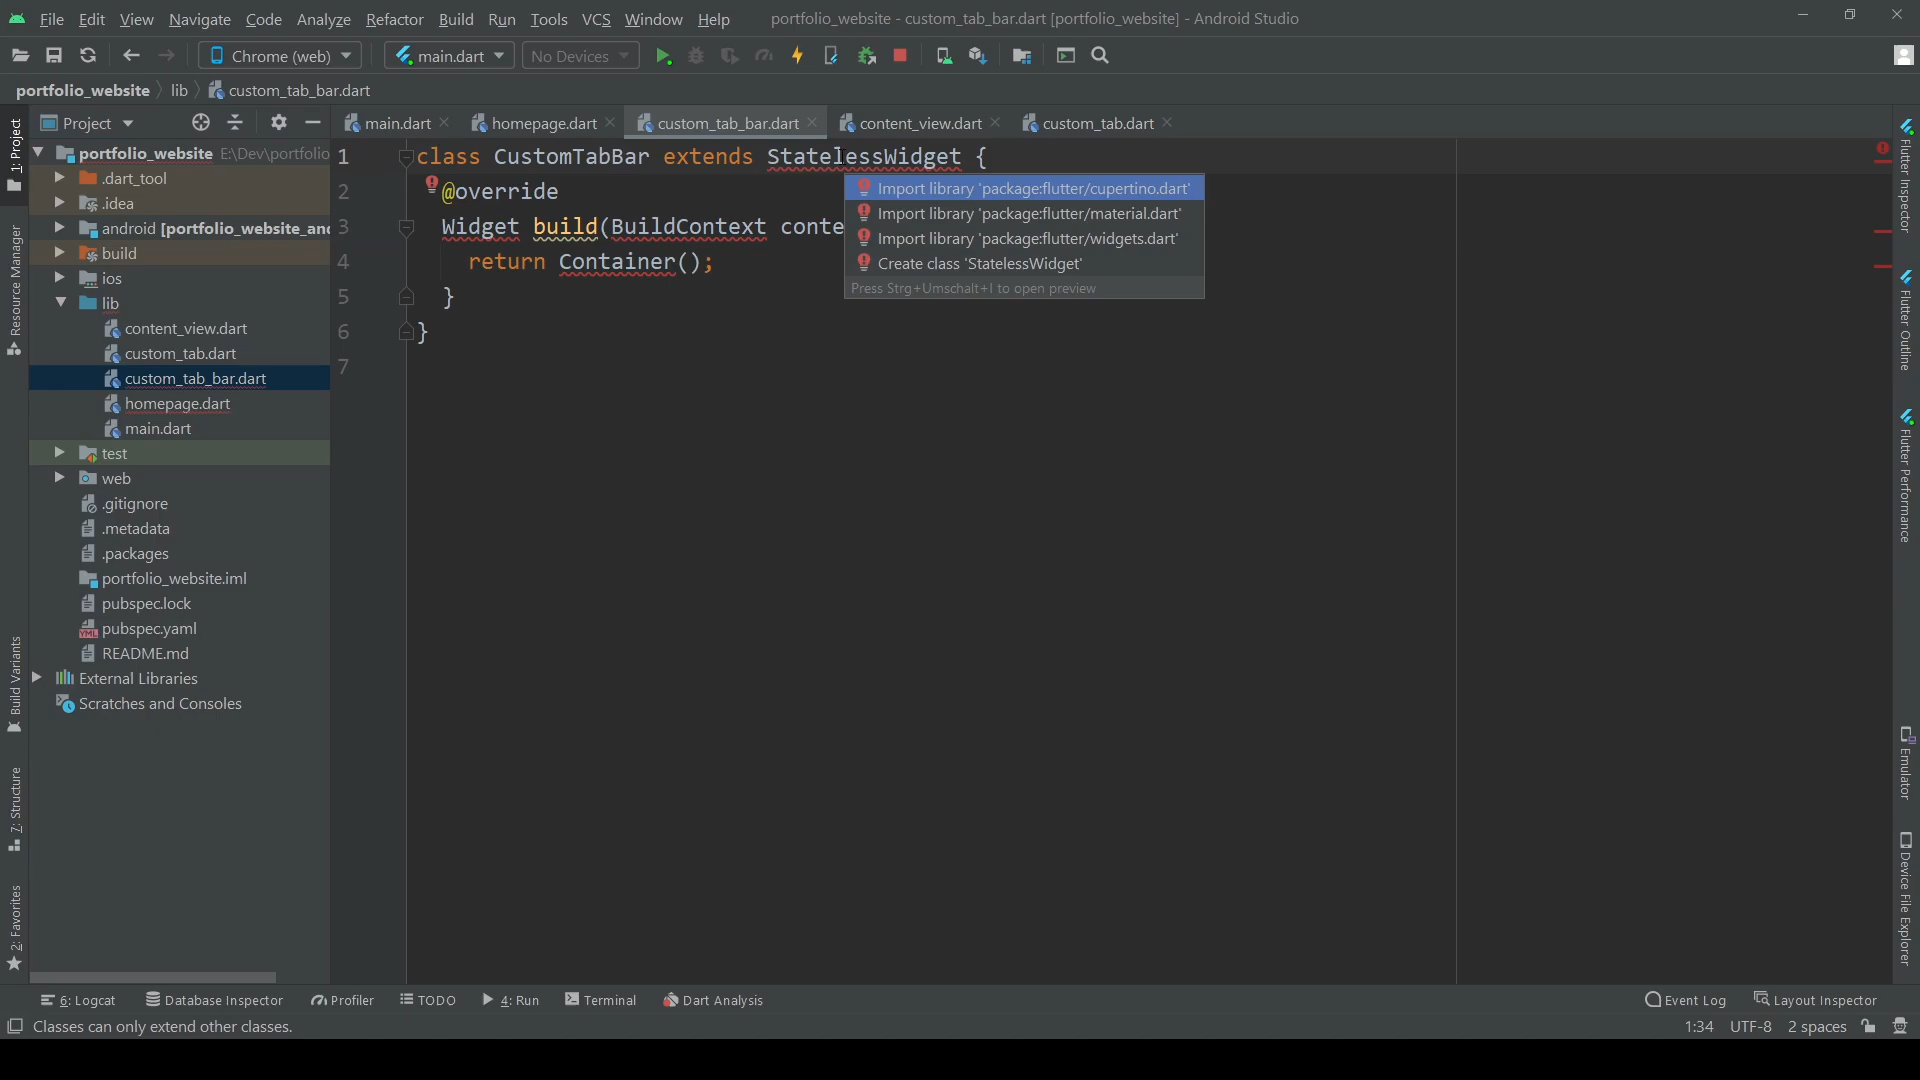 File Edit View Navigate Code Analyze Refactor Build Run Tools VCS Window Help portfolio_website - custom_tab_bar.dart [portfolio_website] - Android Studio
Chrome (web) main.dart No Devices
portfolio_website lib custom_tab_bar.dart
Project
main.dart homepage.dart custom_tab_bar.dart content_view.dart custom_tab.dart
portfolio_website E:\Dev\portfolio
.dart_tool
.idea
android [portfolio_website_and
build
ios
lib
content_view.dart
custom_tab.dart
custom_tab_bar.dart
homepage.dart
main.dart
test
web
.gitignore
.metadata
.packages
portfolio_website.iml
pubspec.lock
pubspec.yaml
README.md
External Libraries
Scratches and Consoles
1 class CustomTabBar extends StatelessWidget {
2 @override
3 Widget build(BuildContext conte
4 return Container();
5 }
6 }
7
Import library 'package:flutter/cupertino.dart'
Import library 'package:flutter/material.dart'
Import library 'package:flutter/widgets.dart'
Create class 'StatelessWidget'
Press Strg+Umschalt+I to open preview
1: Project
Resource Manager
Build Variants
7: Structure
2: Favorites
Flutter Inspector
Flutter Outline
Flutter Performance
Emulator
Device File Explorer
6: Logcat Database Inspector Profiler TODO 4: Run Terminal Dart Analysis Event Log Layout Inspector
Classes can only extend other classes. 1:34 UTF-8 2 spaces